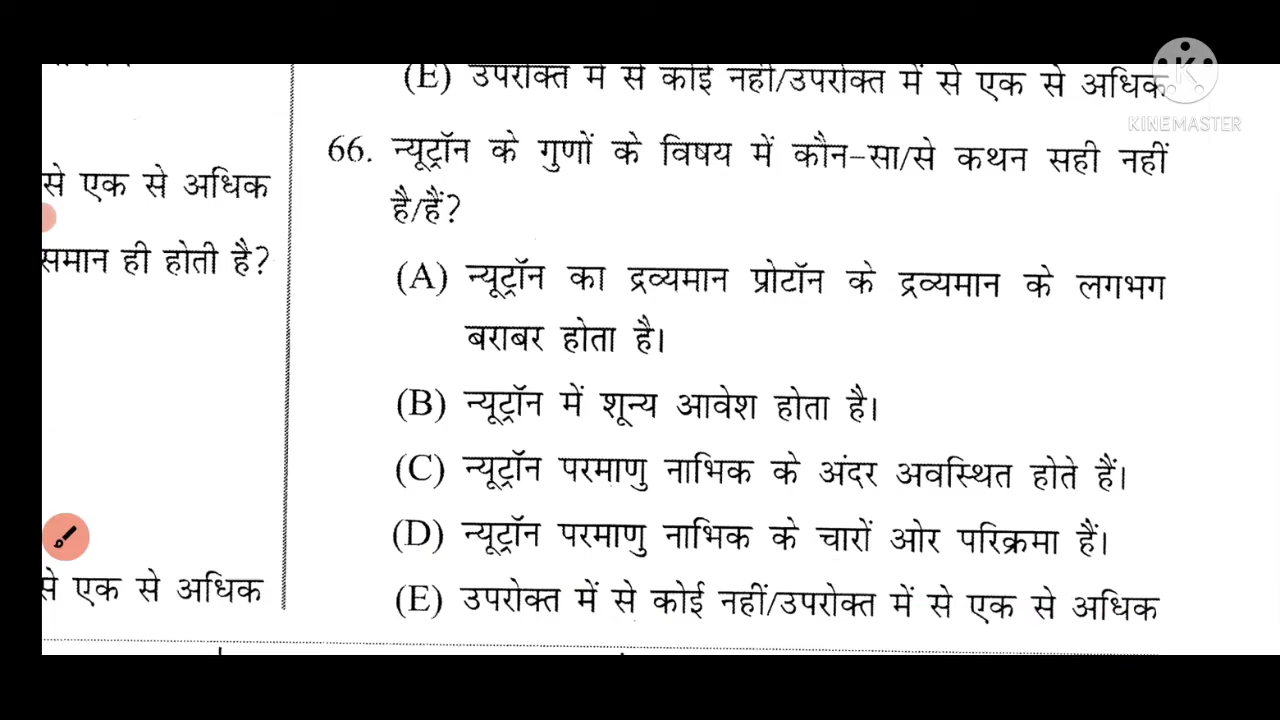 (E) उपरोक्त में से कोई नहीं/उपरोक्त में से एक से अधिक
KINEMASTER
से एक से अधिक
समान ही होती है?
से एक से अधिक
66. न्यूट्रॉन के गुणों के विषय में कौन-सा/से कथन सही नहीं
है/हैं?
(A) न्यूट्रॉन का द्रव्यमान प्रोटॉन के द्रव्यमान के लगभग
बराबर होता है।
(B) न्यूट्रॉन में शून्य आवेश होता है।
(C) न्यूट्रॉन परमाणु नाभिक के अंदर अवस्थित होते हैं।
(D) न्यूट्रॉन परमाणु नाभिक के चारों ओर परिक्रमा हैं।
(E) उपरोक्त में से कोई नहीं/उपरोक्त में से एक से अधिक